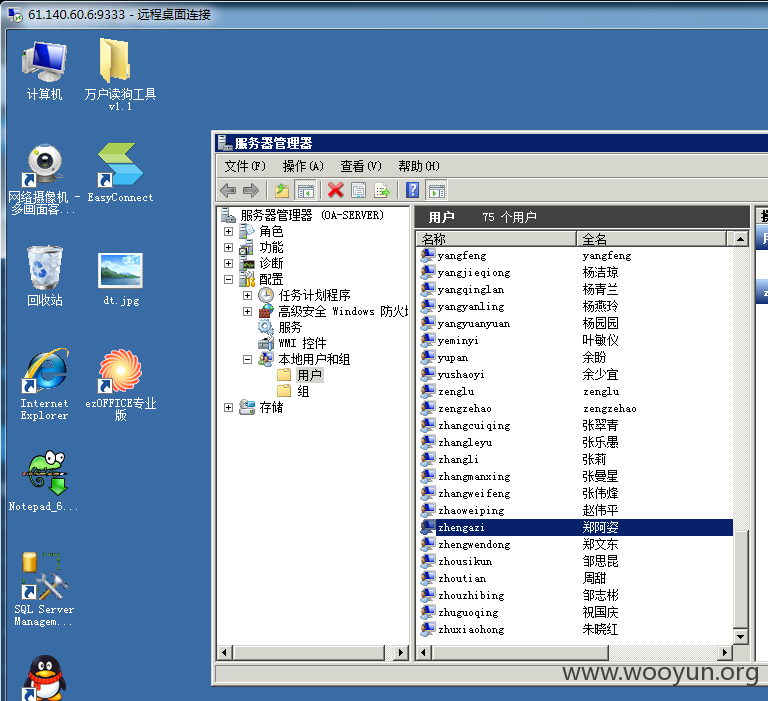 61.140.60.6:9333 - 远程桌面连接
计算机
万户读狗工具
v1.1
网络摄像机 -
多画面客...
EasyConnect
回收站
dt.jpg
Internet
Explorer
ezOFFICE专业
版
Notepad_6...
SQL Server
Managem...
服务器管理器
文件(F) 操作(A) 查看(V) 帮助(H)
服务器管理器 (OA-SERVER)
角色
功能
诊断
配置
任务计划程序
高级安全 Windows 防火墙
服务
WMI 控件
本地用户和组
用户
组
存储
用户 75 个用户
名称 全名
yangfeng yangfeng
yangjieqiong 杨洁琼
yangqinglan 杨青兰
yangyanling 杨燕玲
yangyuanyuan 杨园园
yeminyi 叶敏仪
yupan 余盼
yushaoyi 余少宜
zenglu zenglu
zengzehao zengzehao
zhangcuiqing 张翠青
zhangleyu 张乐愚
zhangli 张莉
zhangmanxing 张曼星
zhangweifeng 张伟烽
zhaoweiping 赵伟平
zhengazi 郑阿姿
zhengwendong 郑文东
zhousikun 邹思昆
zhoutian 周甜
zhouzhibing 邹志彬
zhuguoqing 祝国庆
zhuxiaohong 朱晓红
www.wooyun.org